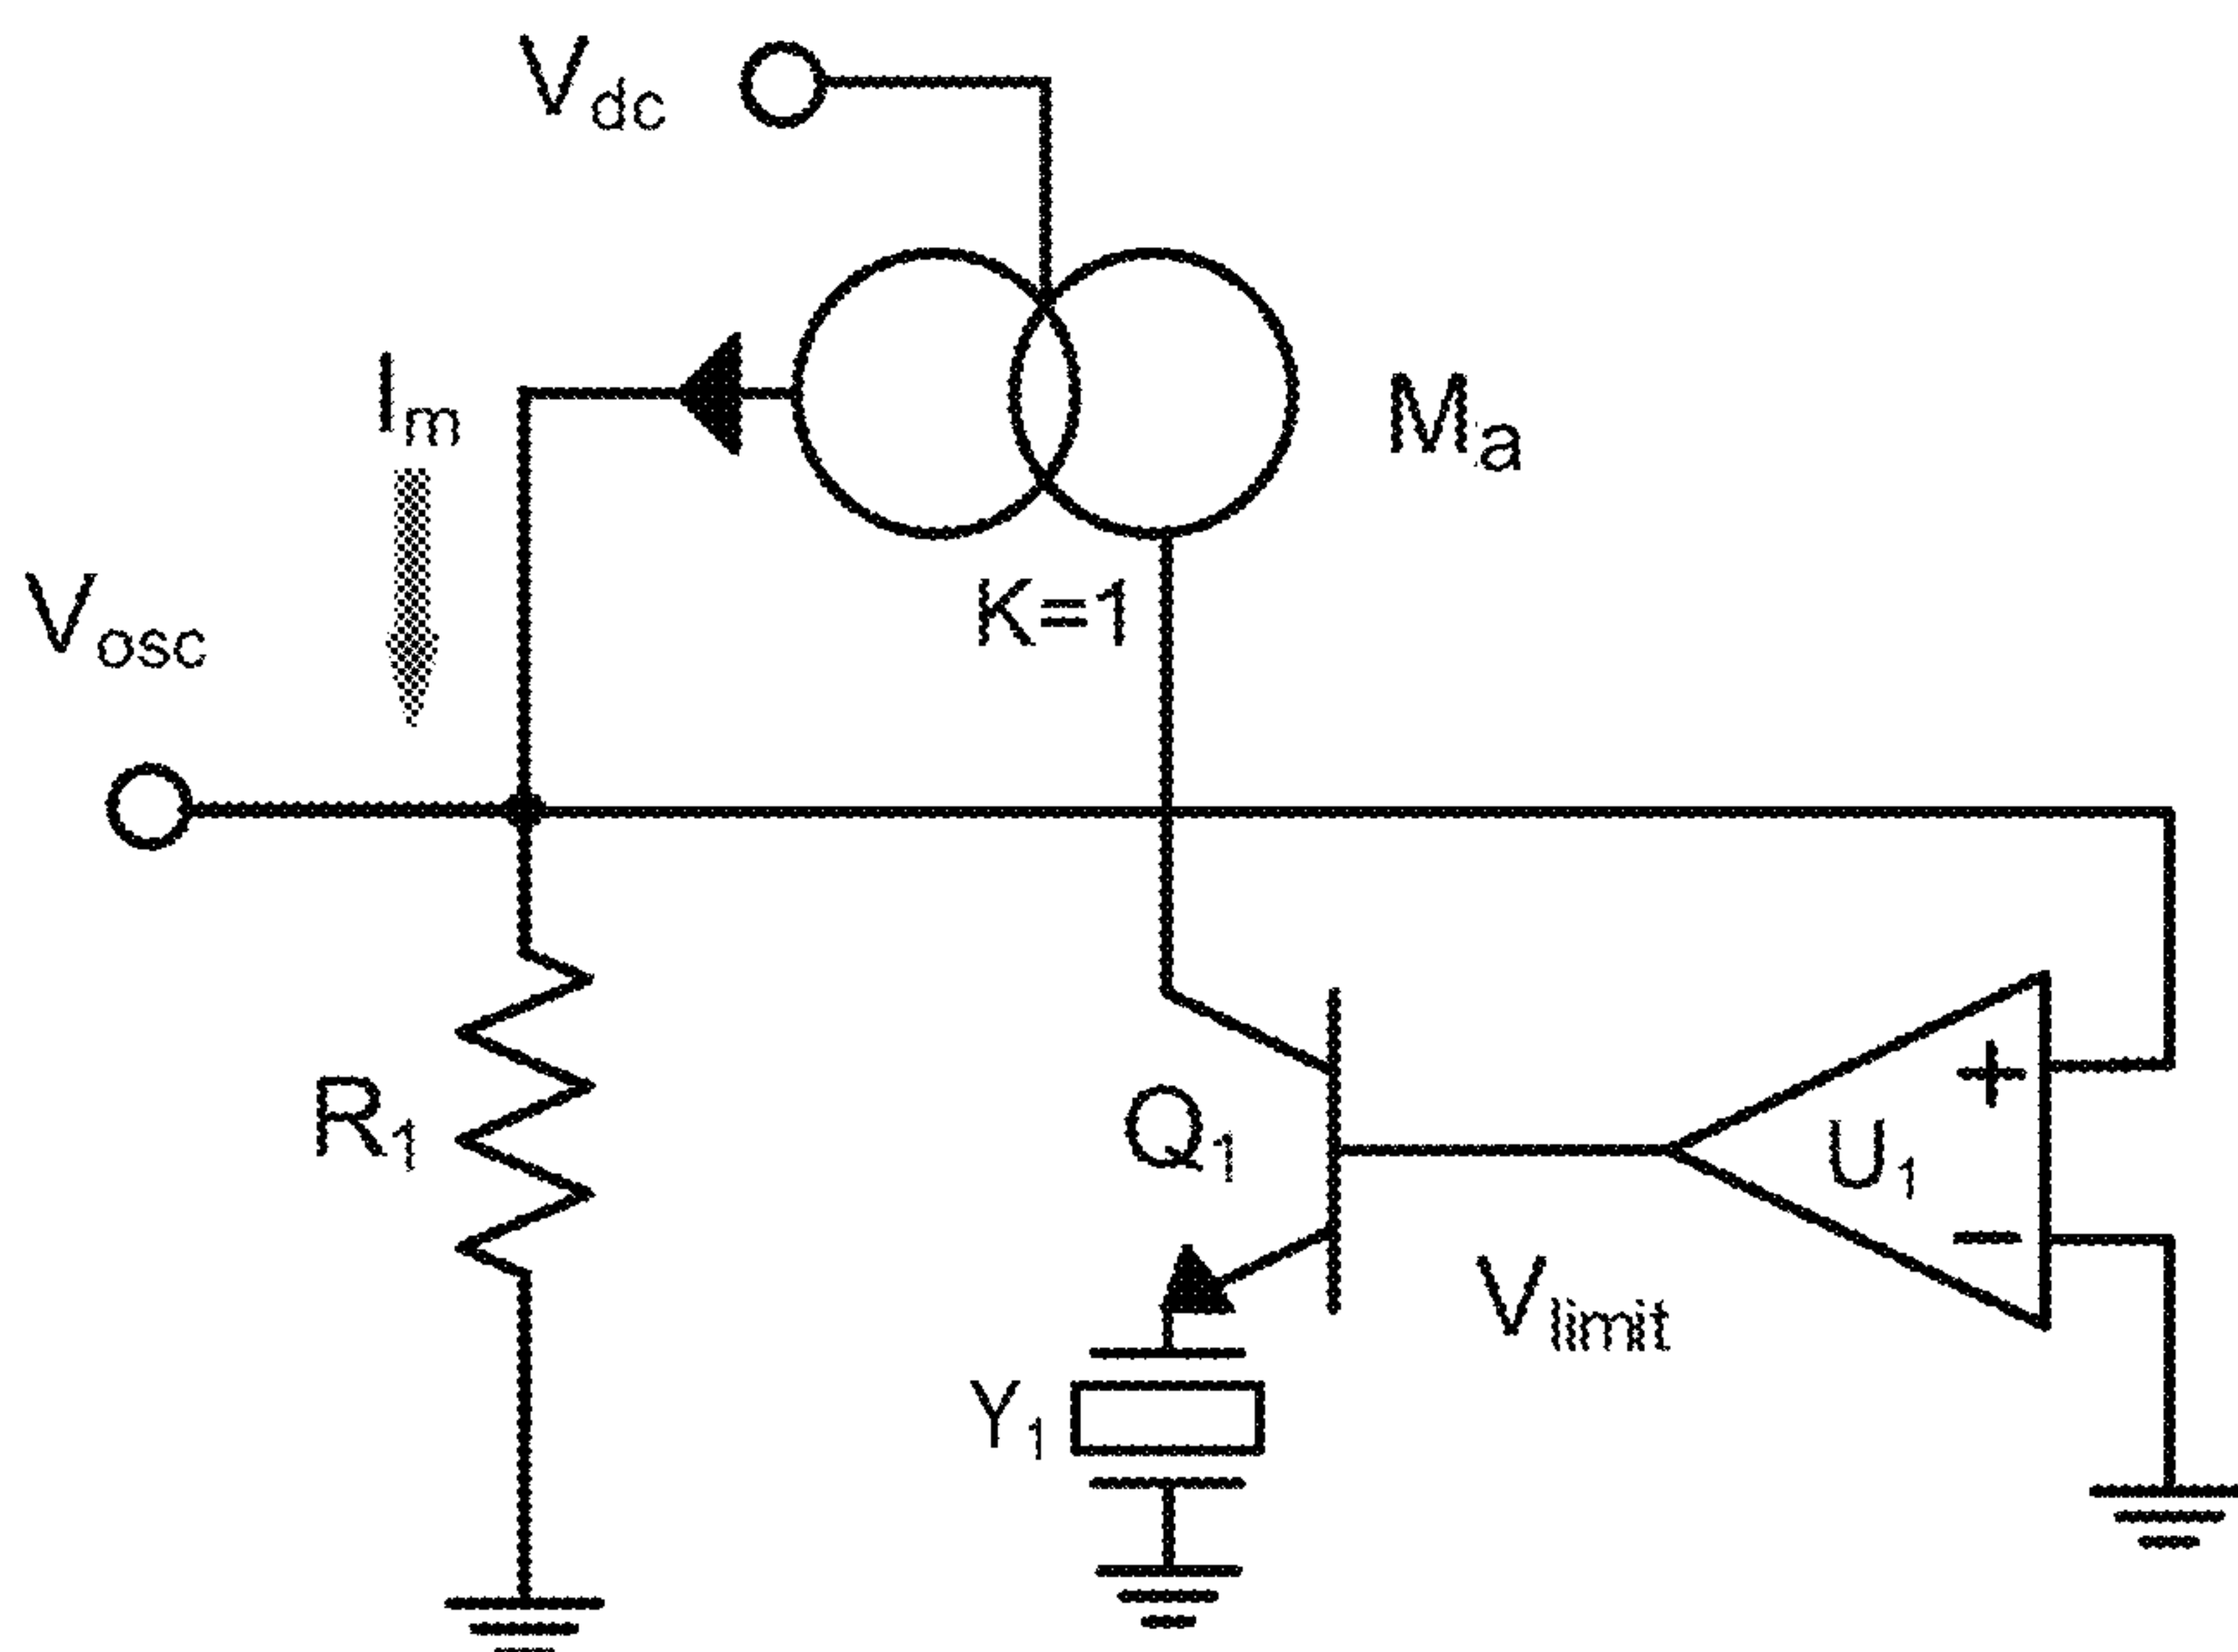 Vdc
Im
Ma
K=1
Vosc
R1
Q1
+
U1
−
Vlimit
Y1